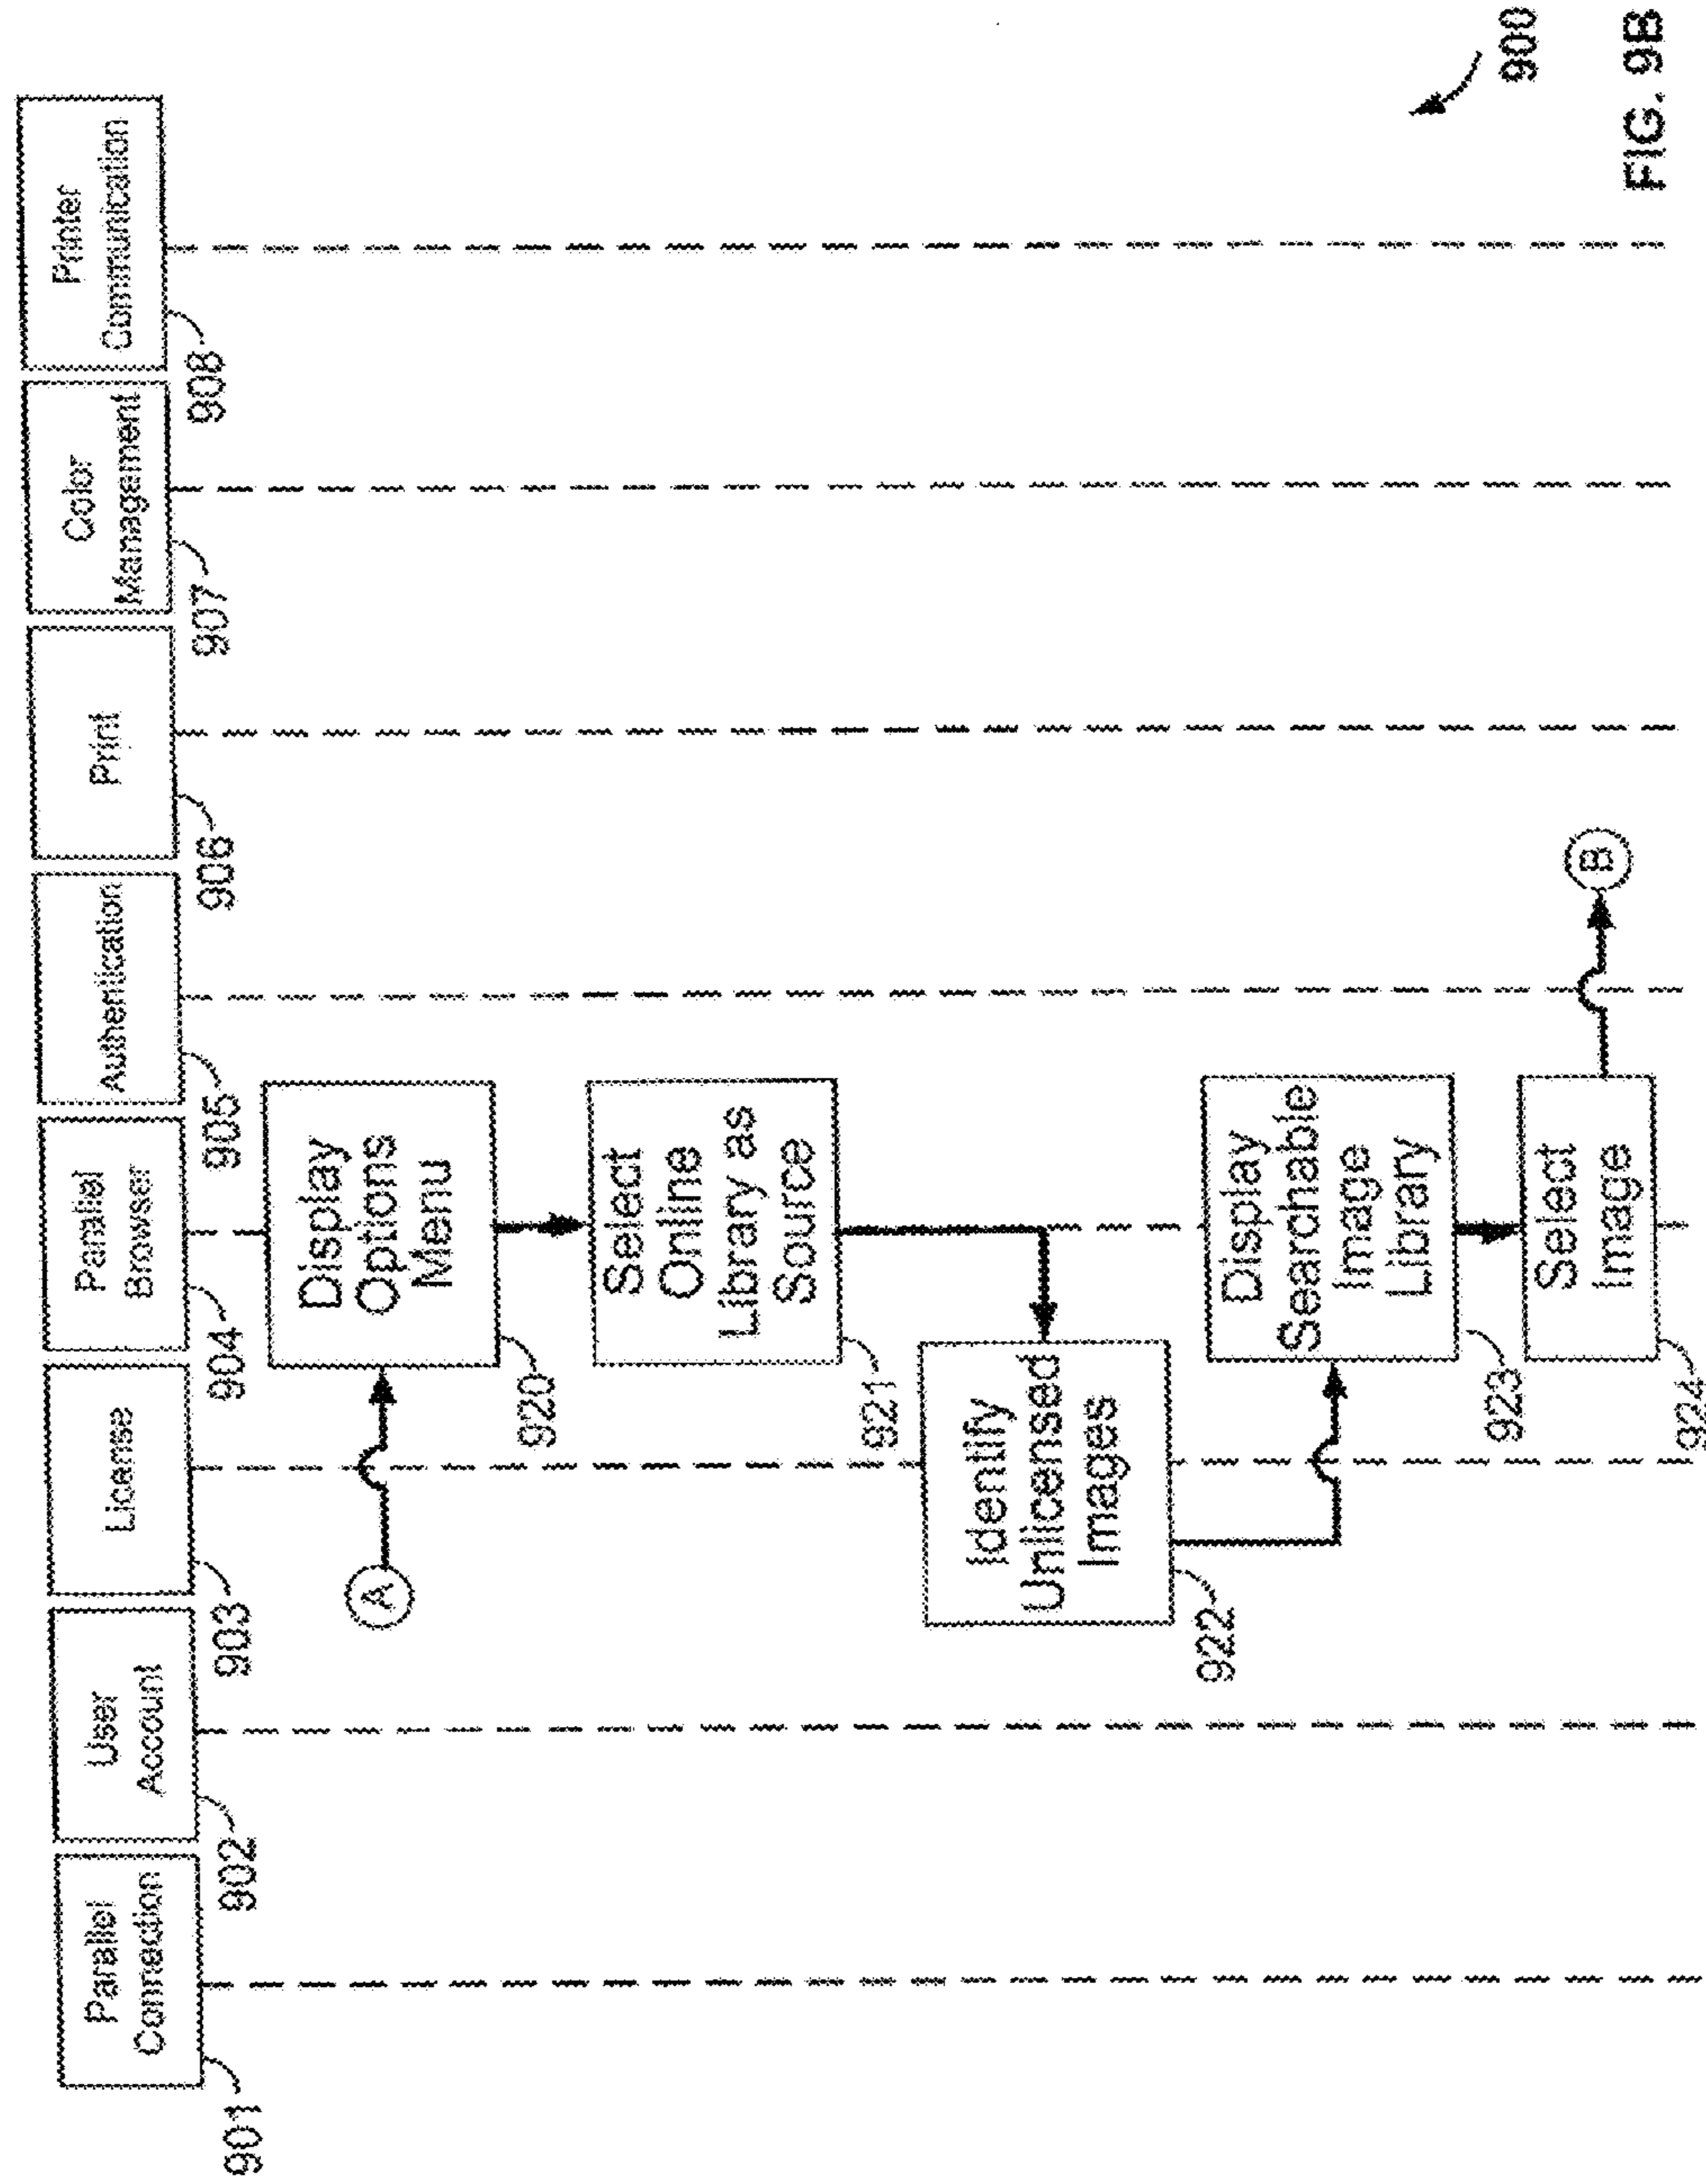 Parallel
Connection
User
Account
License
Parallel
Browser
Authentication
Print
Color
Management
Printer
Communication
901
902
903
904
905
906
907
908
A
Display
Options
Menu
920
Select
Online
Library as
Source
921
Identify
Unlicensed
Images
922
Display
Searchable
Image
Library
923
Select
Image
924
B
900
FIG. 9B